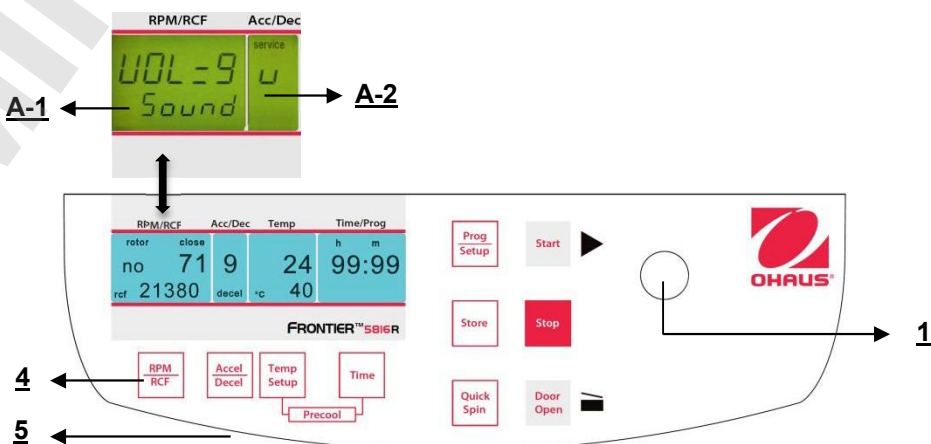 RPM/RCF Acc/Dec
service
VOL=9 u
Sound
A-1
A-2
RPM/RCF Acc/Dec Temp Time/Prog
rotor close h m
no 71 9 24 99:99
rcf 21380 decel °C 40
FRONTIER™5816R
RPM
RCF
Accel
Decel
Temp
Setup
Time
Precool
Prog
Setup
Start
Store
Stop
Quick
Spin
Door
Open
OHAUS®
1
4
5